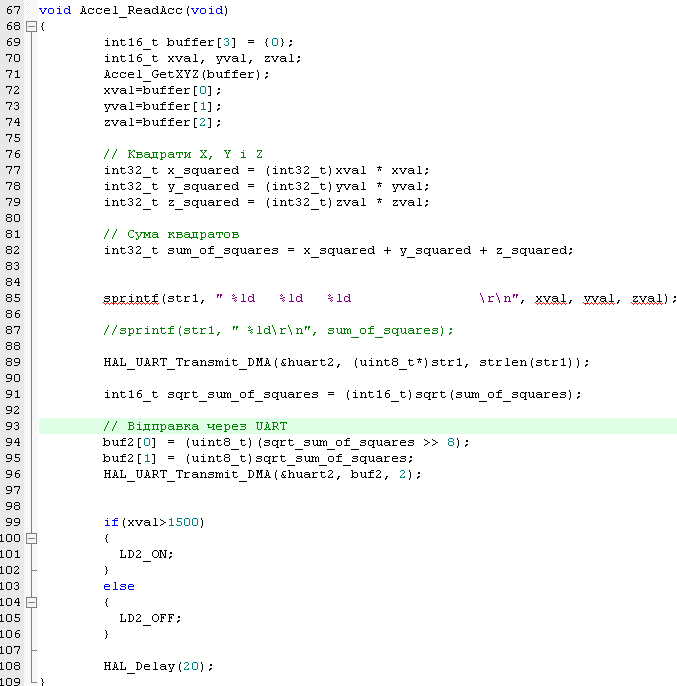 67 void Accel_ReadAcc(void)
68 {
69 int16_t buffer[3] = {0};
70 int16_t xval, yval, zval;
71 Accel_GetXYZ(buffer);
72 xval=buffer[0];
73 yval=buffer[1];
74 zval=buffer[2];
75
76 // Квадрати X, Y і Z
77 int32_t x_squared = (int32_t)xval * xval;
78 int32_t y_squared = (int32_t)yval * yval;
79 int32_t z_squared = (int32_t)zval * zval;
80
81 // Сума квадратов
82 int32_t sum_of_squares = x_squared + y_squared + z_squared;
83
84
85 sprintf(str1, " %ld   %ld   %ld                \r\n", xval, yval, zval);
86
87 //sprintf(str1, " %ld\r\n", sum_of_squares);
88
89 HAL_UART_Transmit_DMA(&huart2, (uint8_t*)str1, strlen(str1));
90
91 int16_t sqrt_sum_of_squares = (int16_t)sqrt(sum_of_squares);
92
93 // Відправка через UART
94 buf2[0] = (uint8_t)(sqrt_sum_of_squares >> 8);
95 buf2[1] = (uint8_t)sqrt_sum_of_squares;
96 HAL_UART_Transmit_DMA(&huart2, buf2, 2);
97
98
99 if(xval>1500)
100 {
101 LD2_ON;
102 }
103 else
104 {
105 LD2_OFF;
106 }
107
108 HAL_Delay(20);
109 }